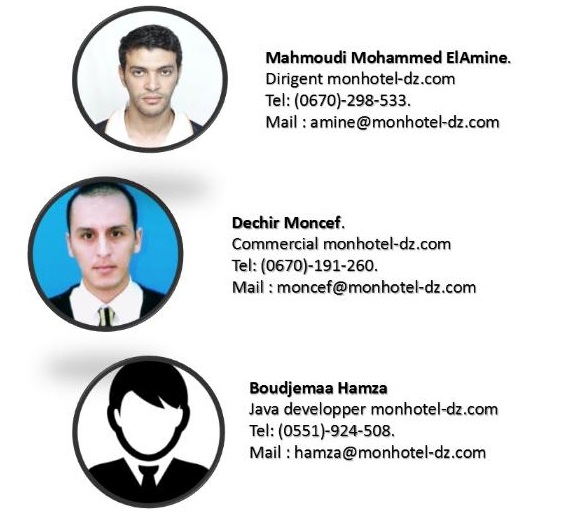 Mahmoudi Mohammed ElAmine.
Dirigent monhotel-dz.com
Tel: (0670)-298-533.
Mail : amine@monhotel-dz.com
Dechir Moncef.
Commercial monhotel-dz.com
Tel: (0670)-191-260.
Mail : moncef@monhotel-dz.com
Boudjemaa Hamza
Java developper monhotel-dz.com
Tel: (0551)-924-508.
Mail : hamza@monhotel-dz.com